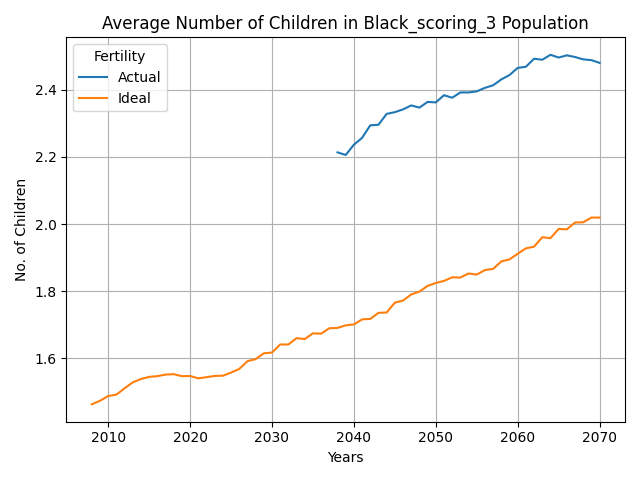 Average Number of Children in Black_scoring_3 Population
Fertility
Actual
Ideal
No. of Children
2.4
2.2
2.0
1.8
1.6
2010 2020 2030 2040 2050 2060 2070
Years